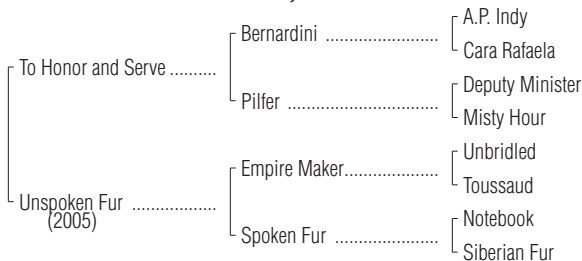 A.P. Indy
Bernardini ....................
Cara Rafaela
To Honor and Serve ..........
Deputy Minister
Pilfer ...........................
Misty Hour
Unbridled
Empire Maker.................
Toussaud
Unspoken Fur ...............
(2005)
Notebook
Spoken Fur ..................
Siberian Fur